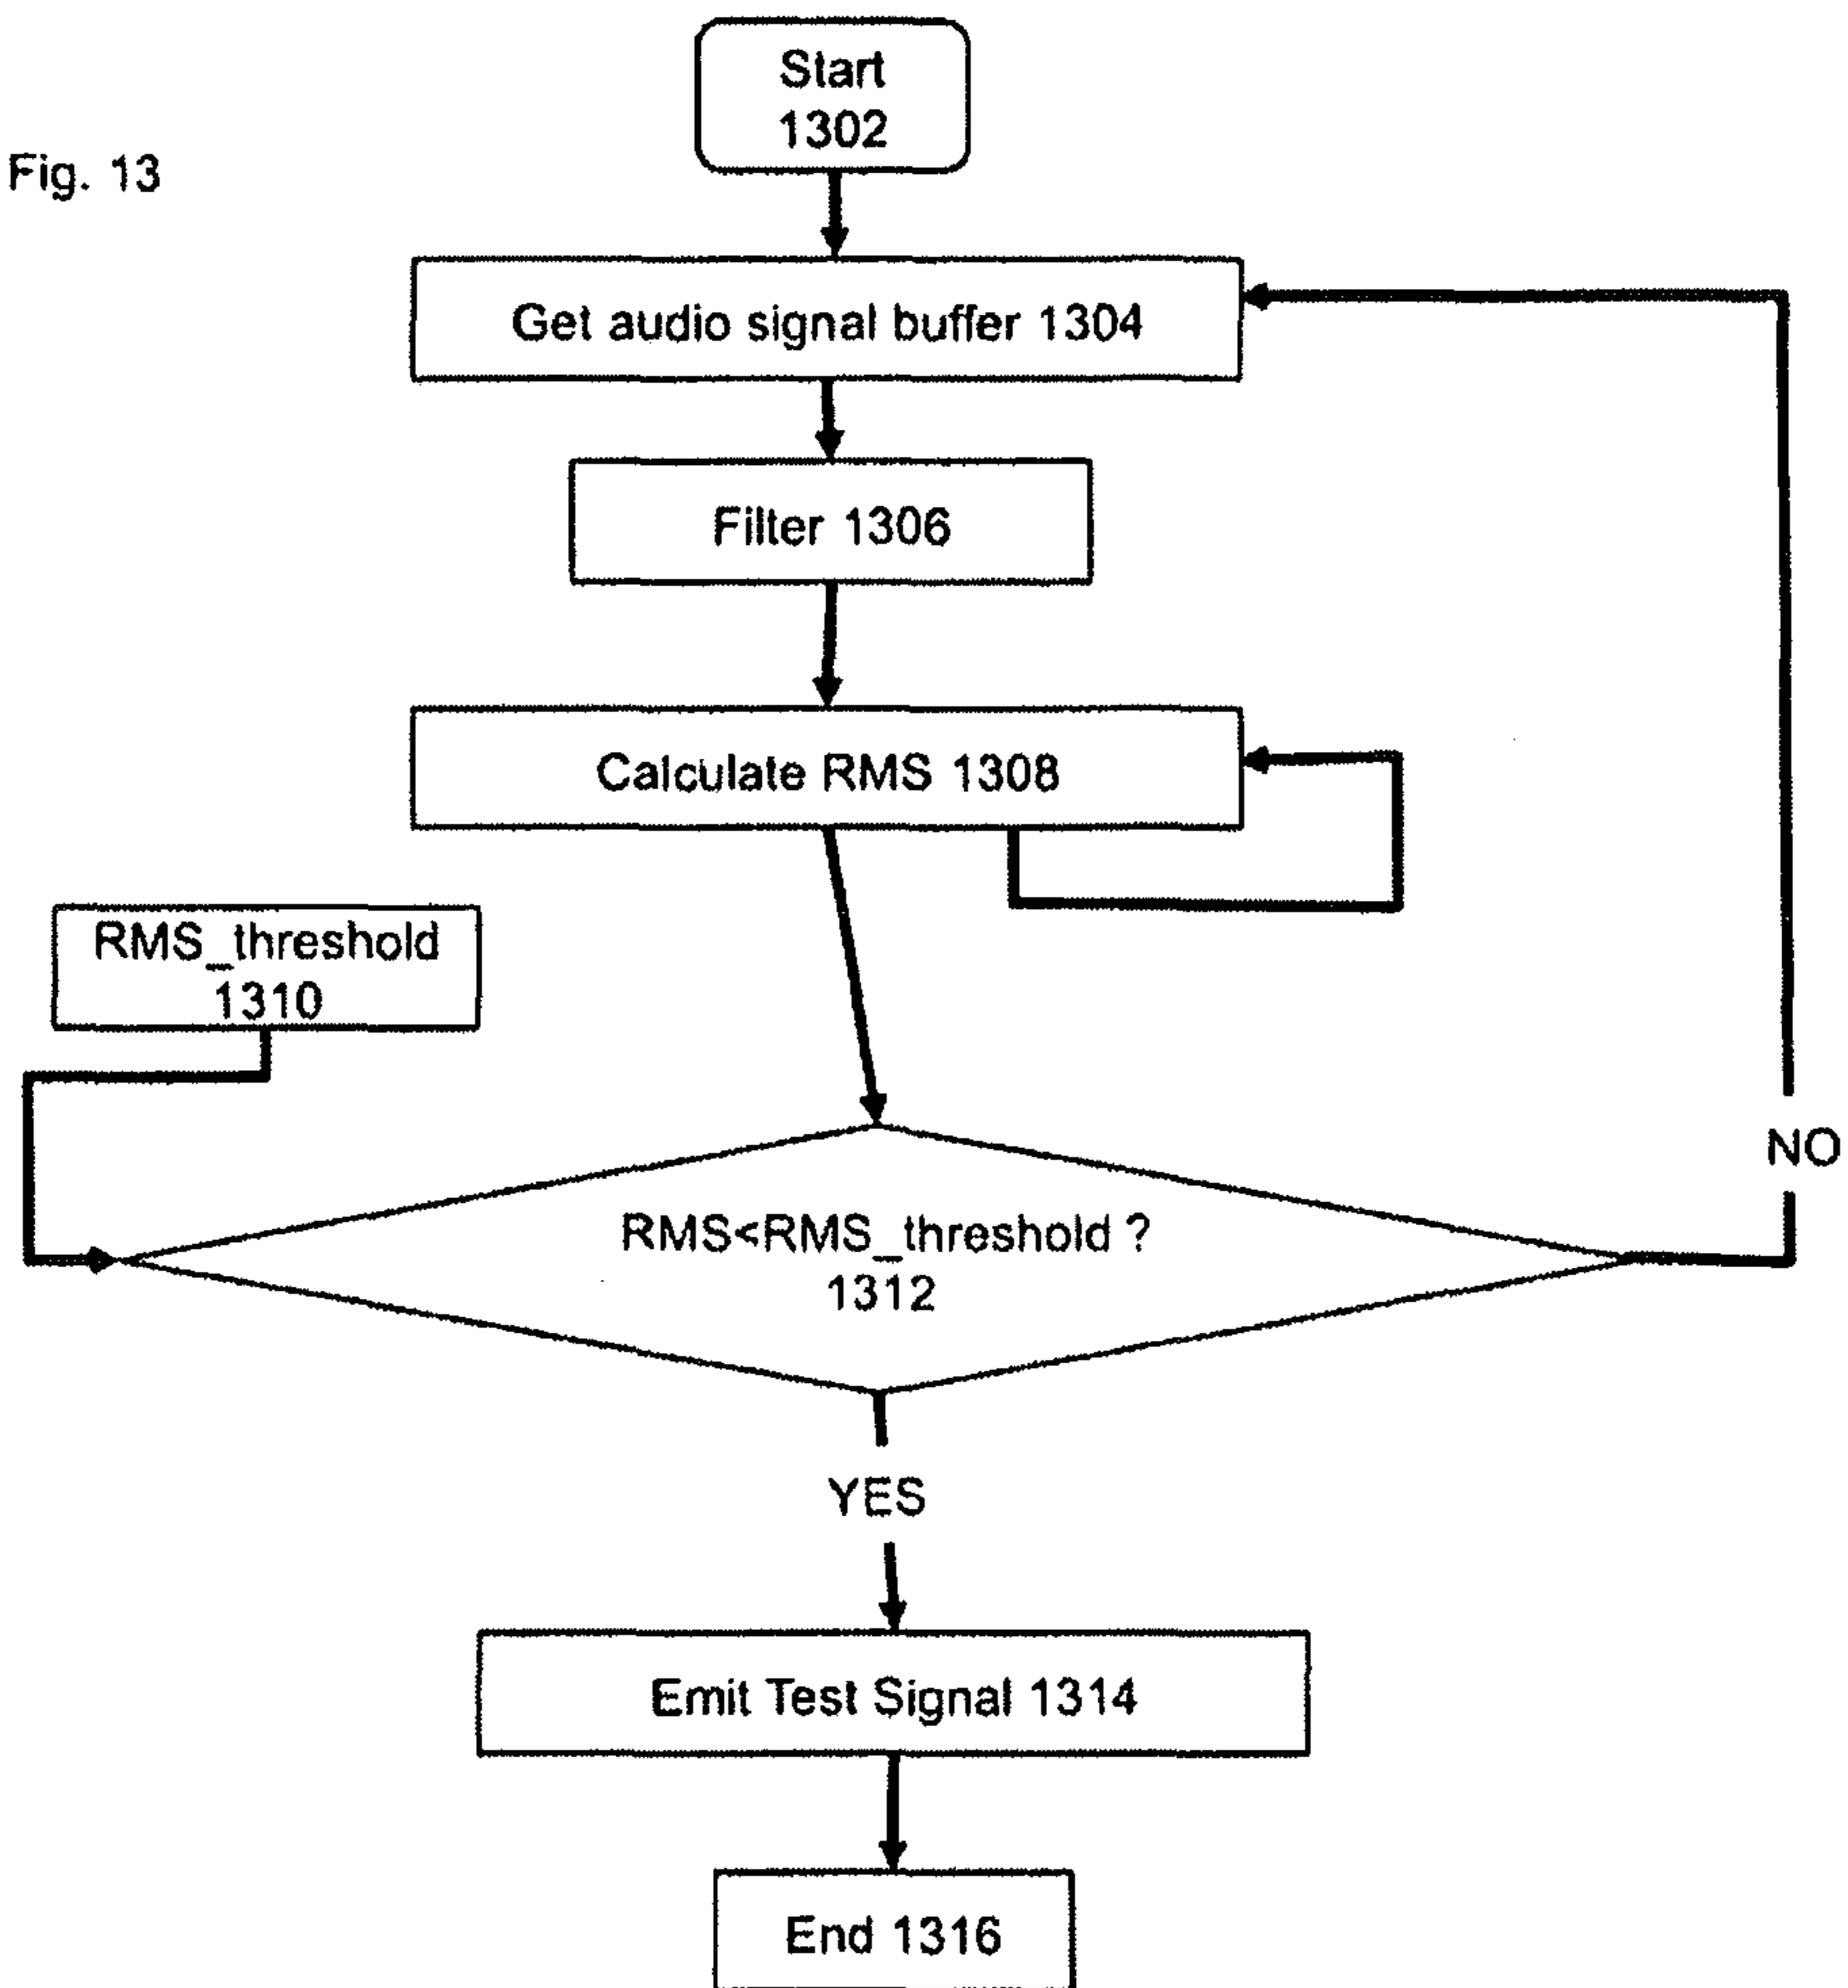 Start
1302
Fig. 13
Get audio signal buffer 1304
Filter 1306
Calculate RMS 1308
RMS_threshold
1310
NO
RMS<RMS_threshold ?
1312
YES
Emit Test Signal 1314
End 1316